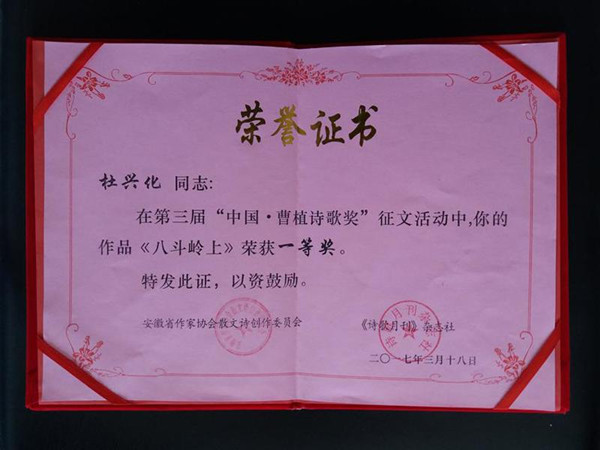 荣誉证书
杜兴化 同志:
在第三届“中国·曹植诗歌奖”征文活动中,你的
作品《八斗岭上》荣获一等奖。
特发此证，以资鼓励。
安徽省作家协会散文诗创作委员会
《诗歌月刊》杂志社
二〇一七年三月十八日